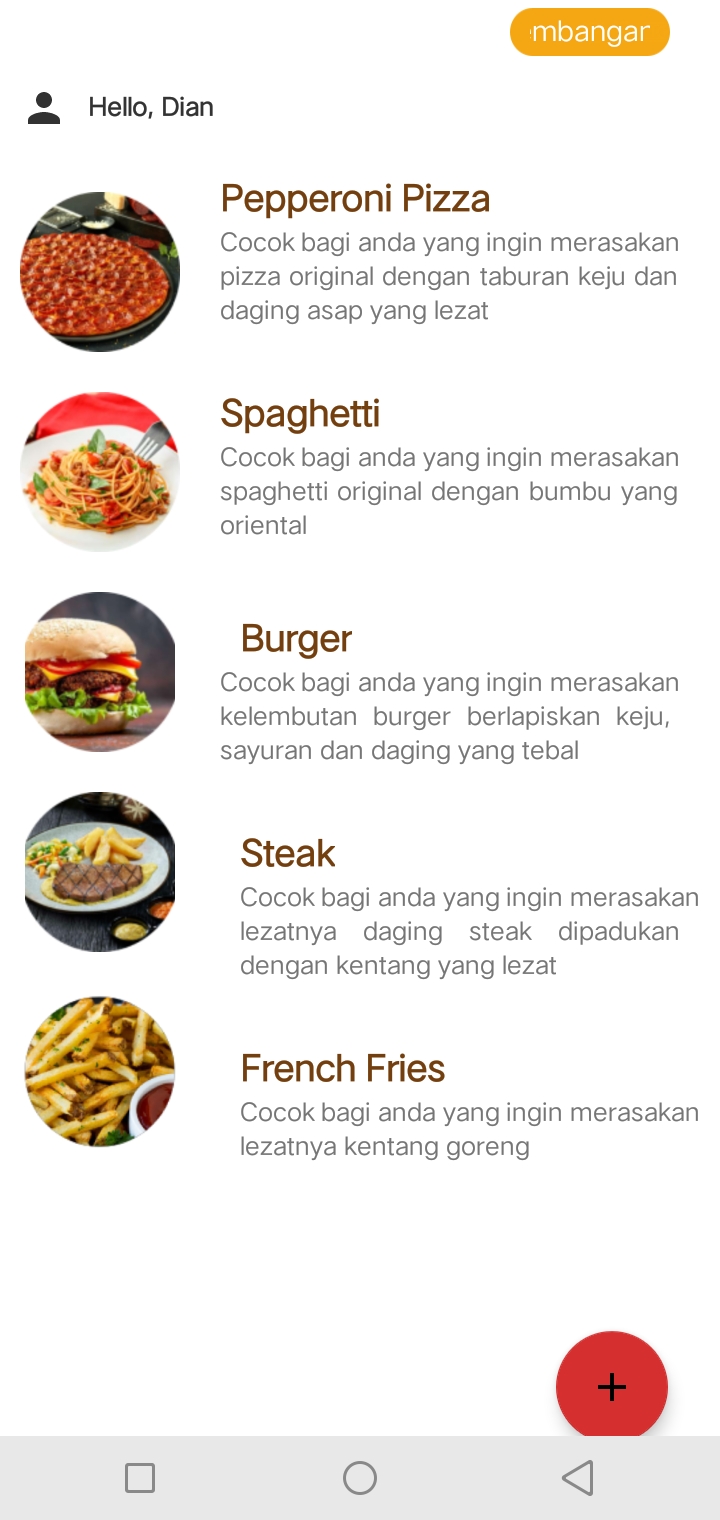 mbangan
Hello, Dian
Pepperoni Pizza
Cocok bagi anda yang ingin merasakan
pizza original dengan taburan keju dan
daging asap yang lezat
Spaghetti
Cocok bagi anda yang ingin merasakan
spaghetti original dengan bumbu yang
oriental
Burger
Cocok bagi anda yang ingin merasakan
kelembutan burger berlapiskan keju,
sayuran dan daging yang tebal
Steak
Cocok bagi anda yang ingin merasakan
lezatnya daging steak dipadukan
dengan kentang yang lezat
French Fries
Cocok bagi anda yang ingin merasakan
lezatnya kentang goreng